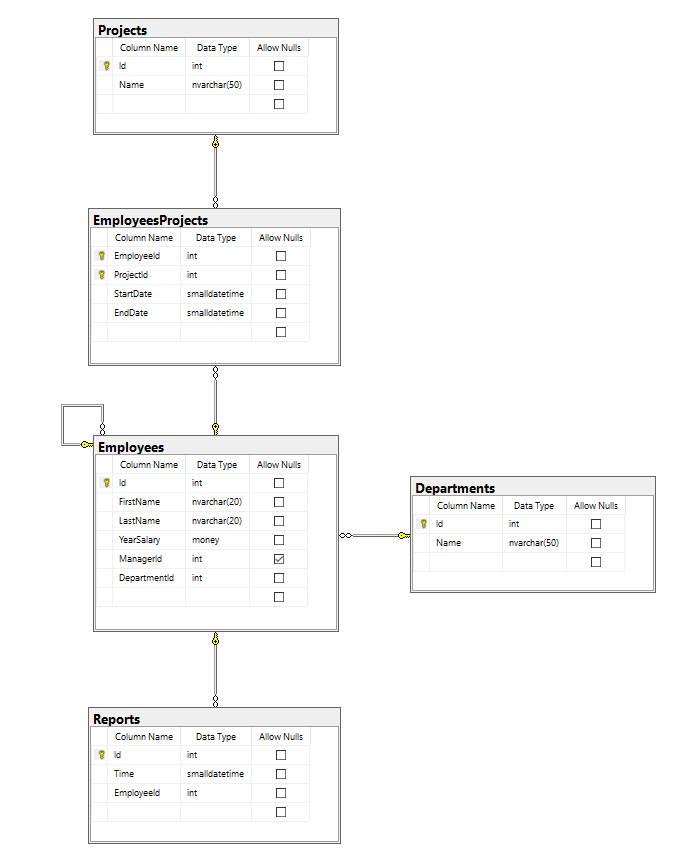 Projects
Column Name Data Type Allow Nulls
Id int
Name nvarchar(50)
EmployeesProjects
Column Name Data Type Allow Nulls
EmployeeId int
ProjectId int
StartDate smalldatetime
EndDate smalldatetime
Employees
Column Name Data Type Allow Nulls
Id int
FirstName nvarchar(20)
LastName nvarchar(20)
YearSalary money
ManagerId int
DepartmentId int
Departments
Column Name Data Type Allow Nulls
Id int
Name nvarchar(50)
Reports
Column Name Data Type Allow Nulls
Id int
Time smalldatetime
EmployeeId int